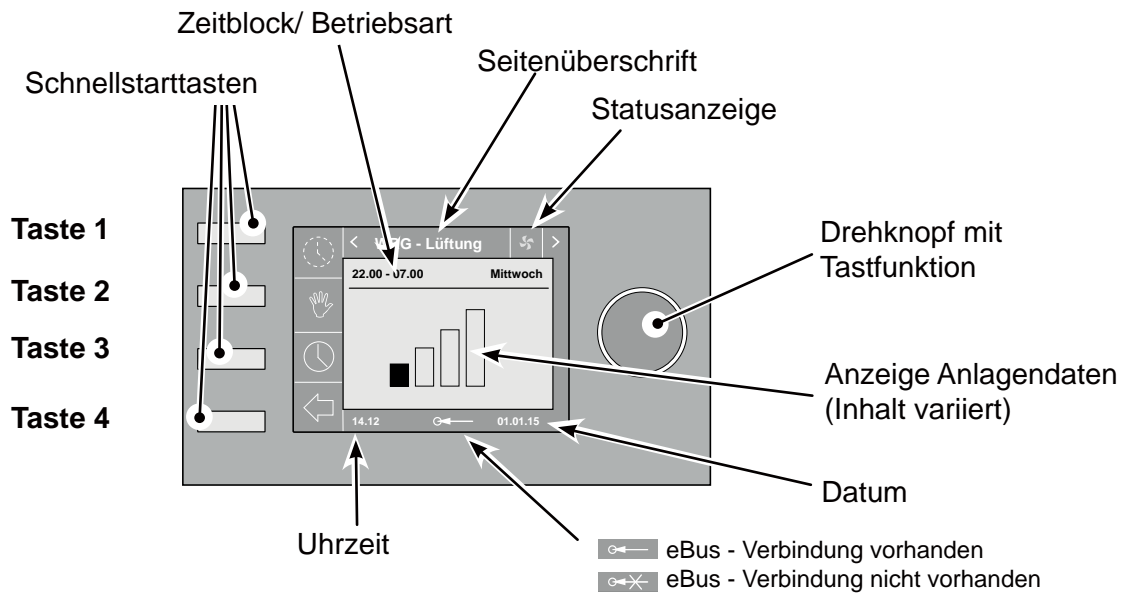 Zeitblock/ Betriebsart
Seitenüberschrift
Schnellstarttasten
Statusanzeige
Taste 1
Taste 2
Taste 3
Taste 4
< - Lüftung >
22.00 - 07.00 Mittwoch
14.12 01.01.15
Drehknopf mit
Tastfunktion
Anzeige Anlagendaten
(Inhalt variiert)
Datum
Uhrzeit
eBus - Verbindung vorhanden
eBus - Verbindung nicht vorhanden